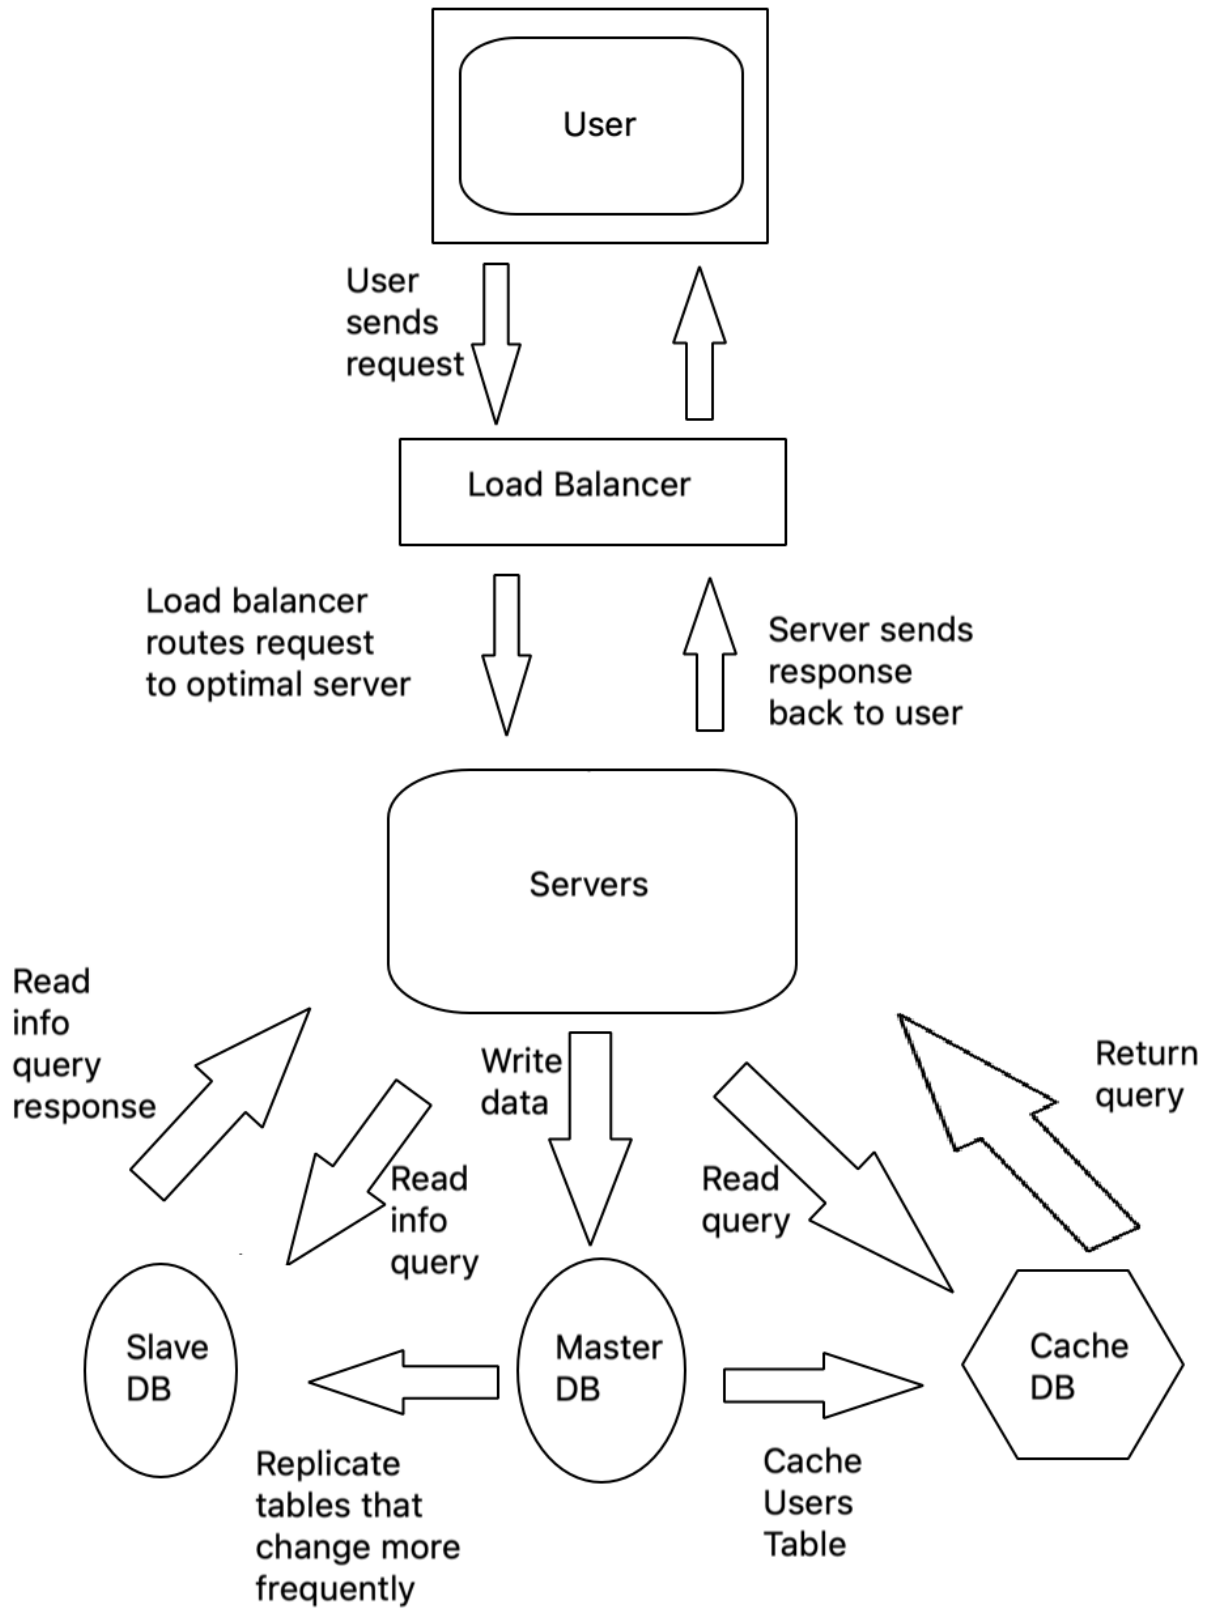 User
User
sends
request
Load Balancer
Load balancer
routes request
to optimal server
Server sends
response
back to user
Servers
Read
info
query
response
Write
data
Return
query
Read
info
query
Read
query
Slave
DB
Master
DB
Cache
DB
Replicate
tables that
change more
frequently
Cache
Users
Table